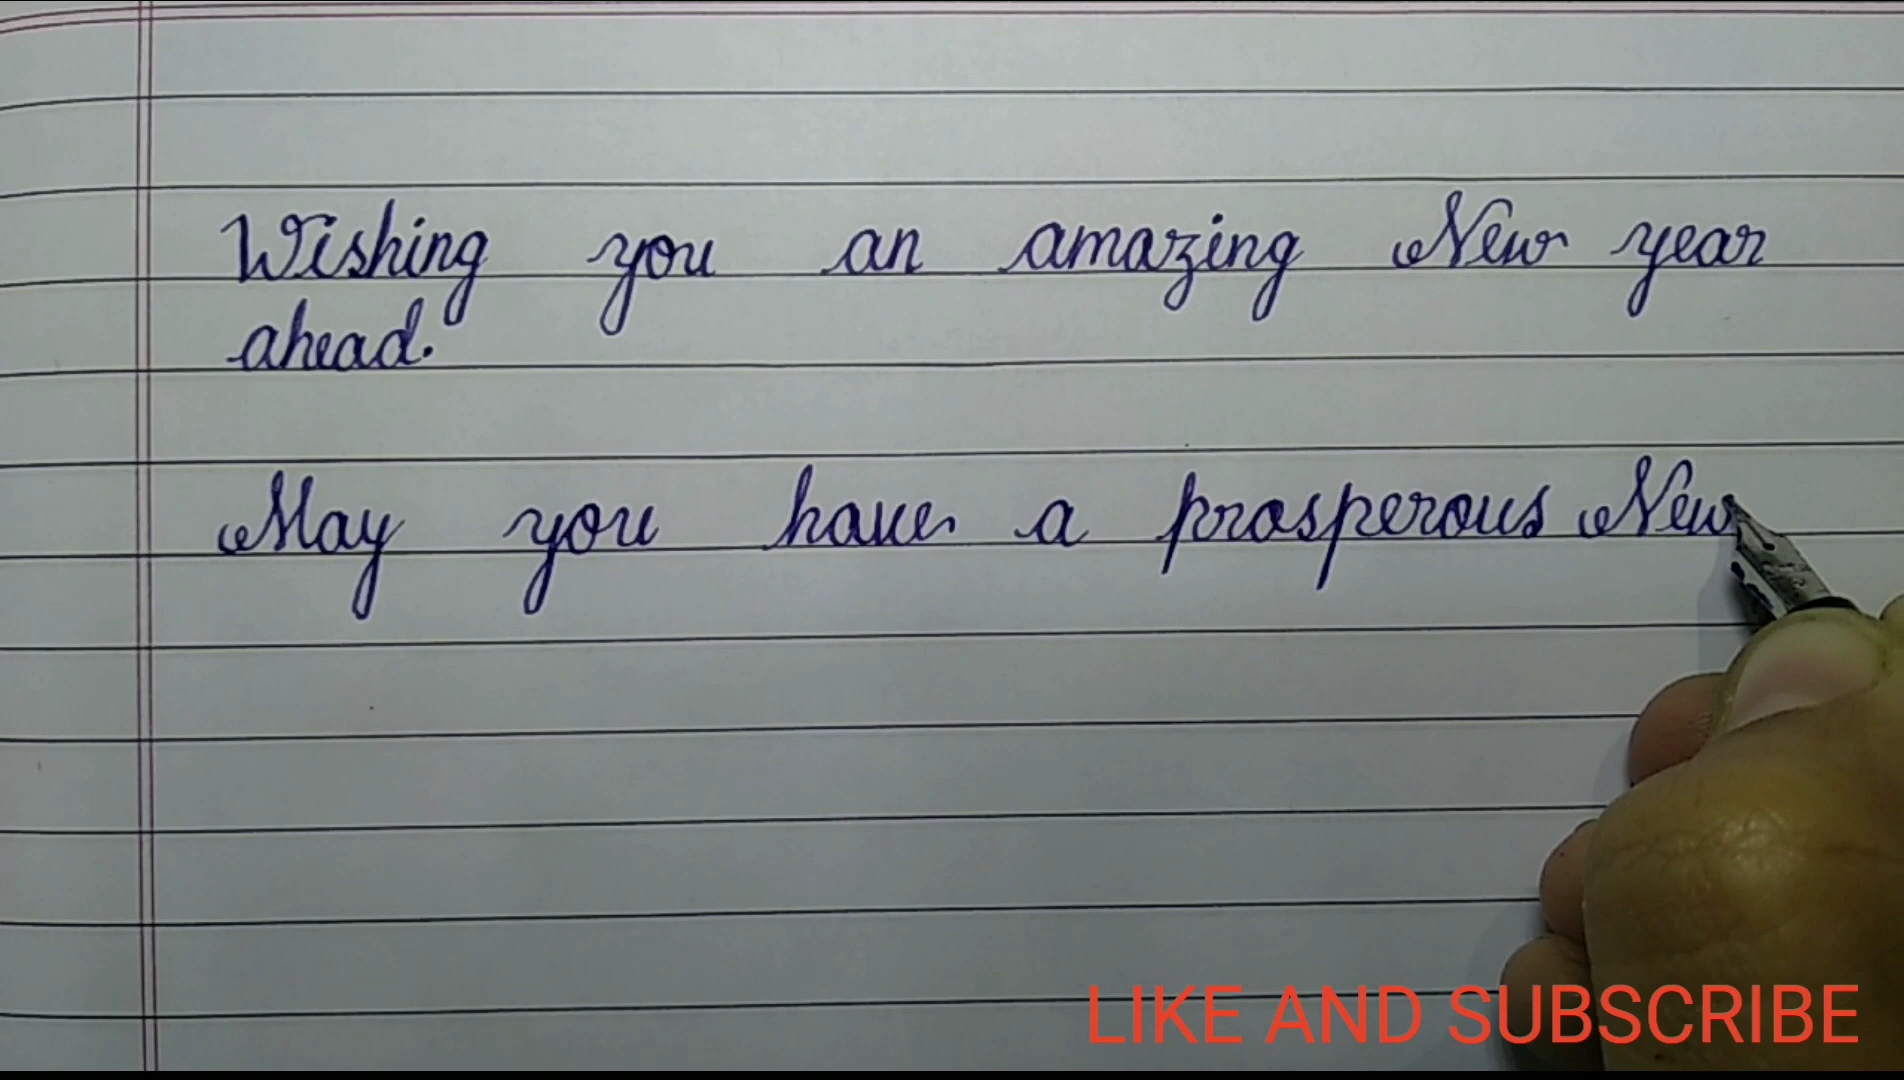 Wishing you an amazing New year
ahead.
May you have a prosperous New
LIKE AND SUBSCRIBE